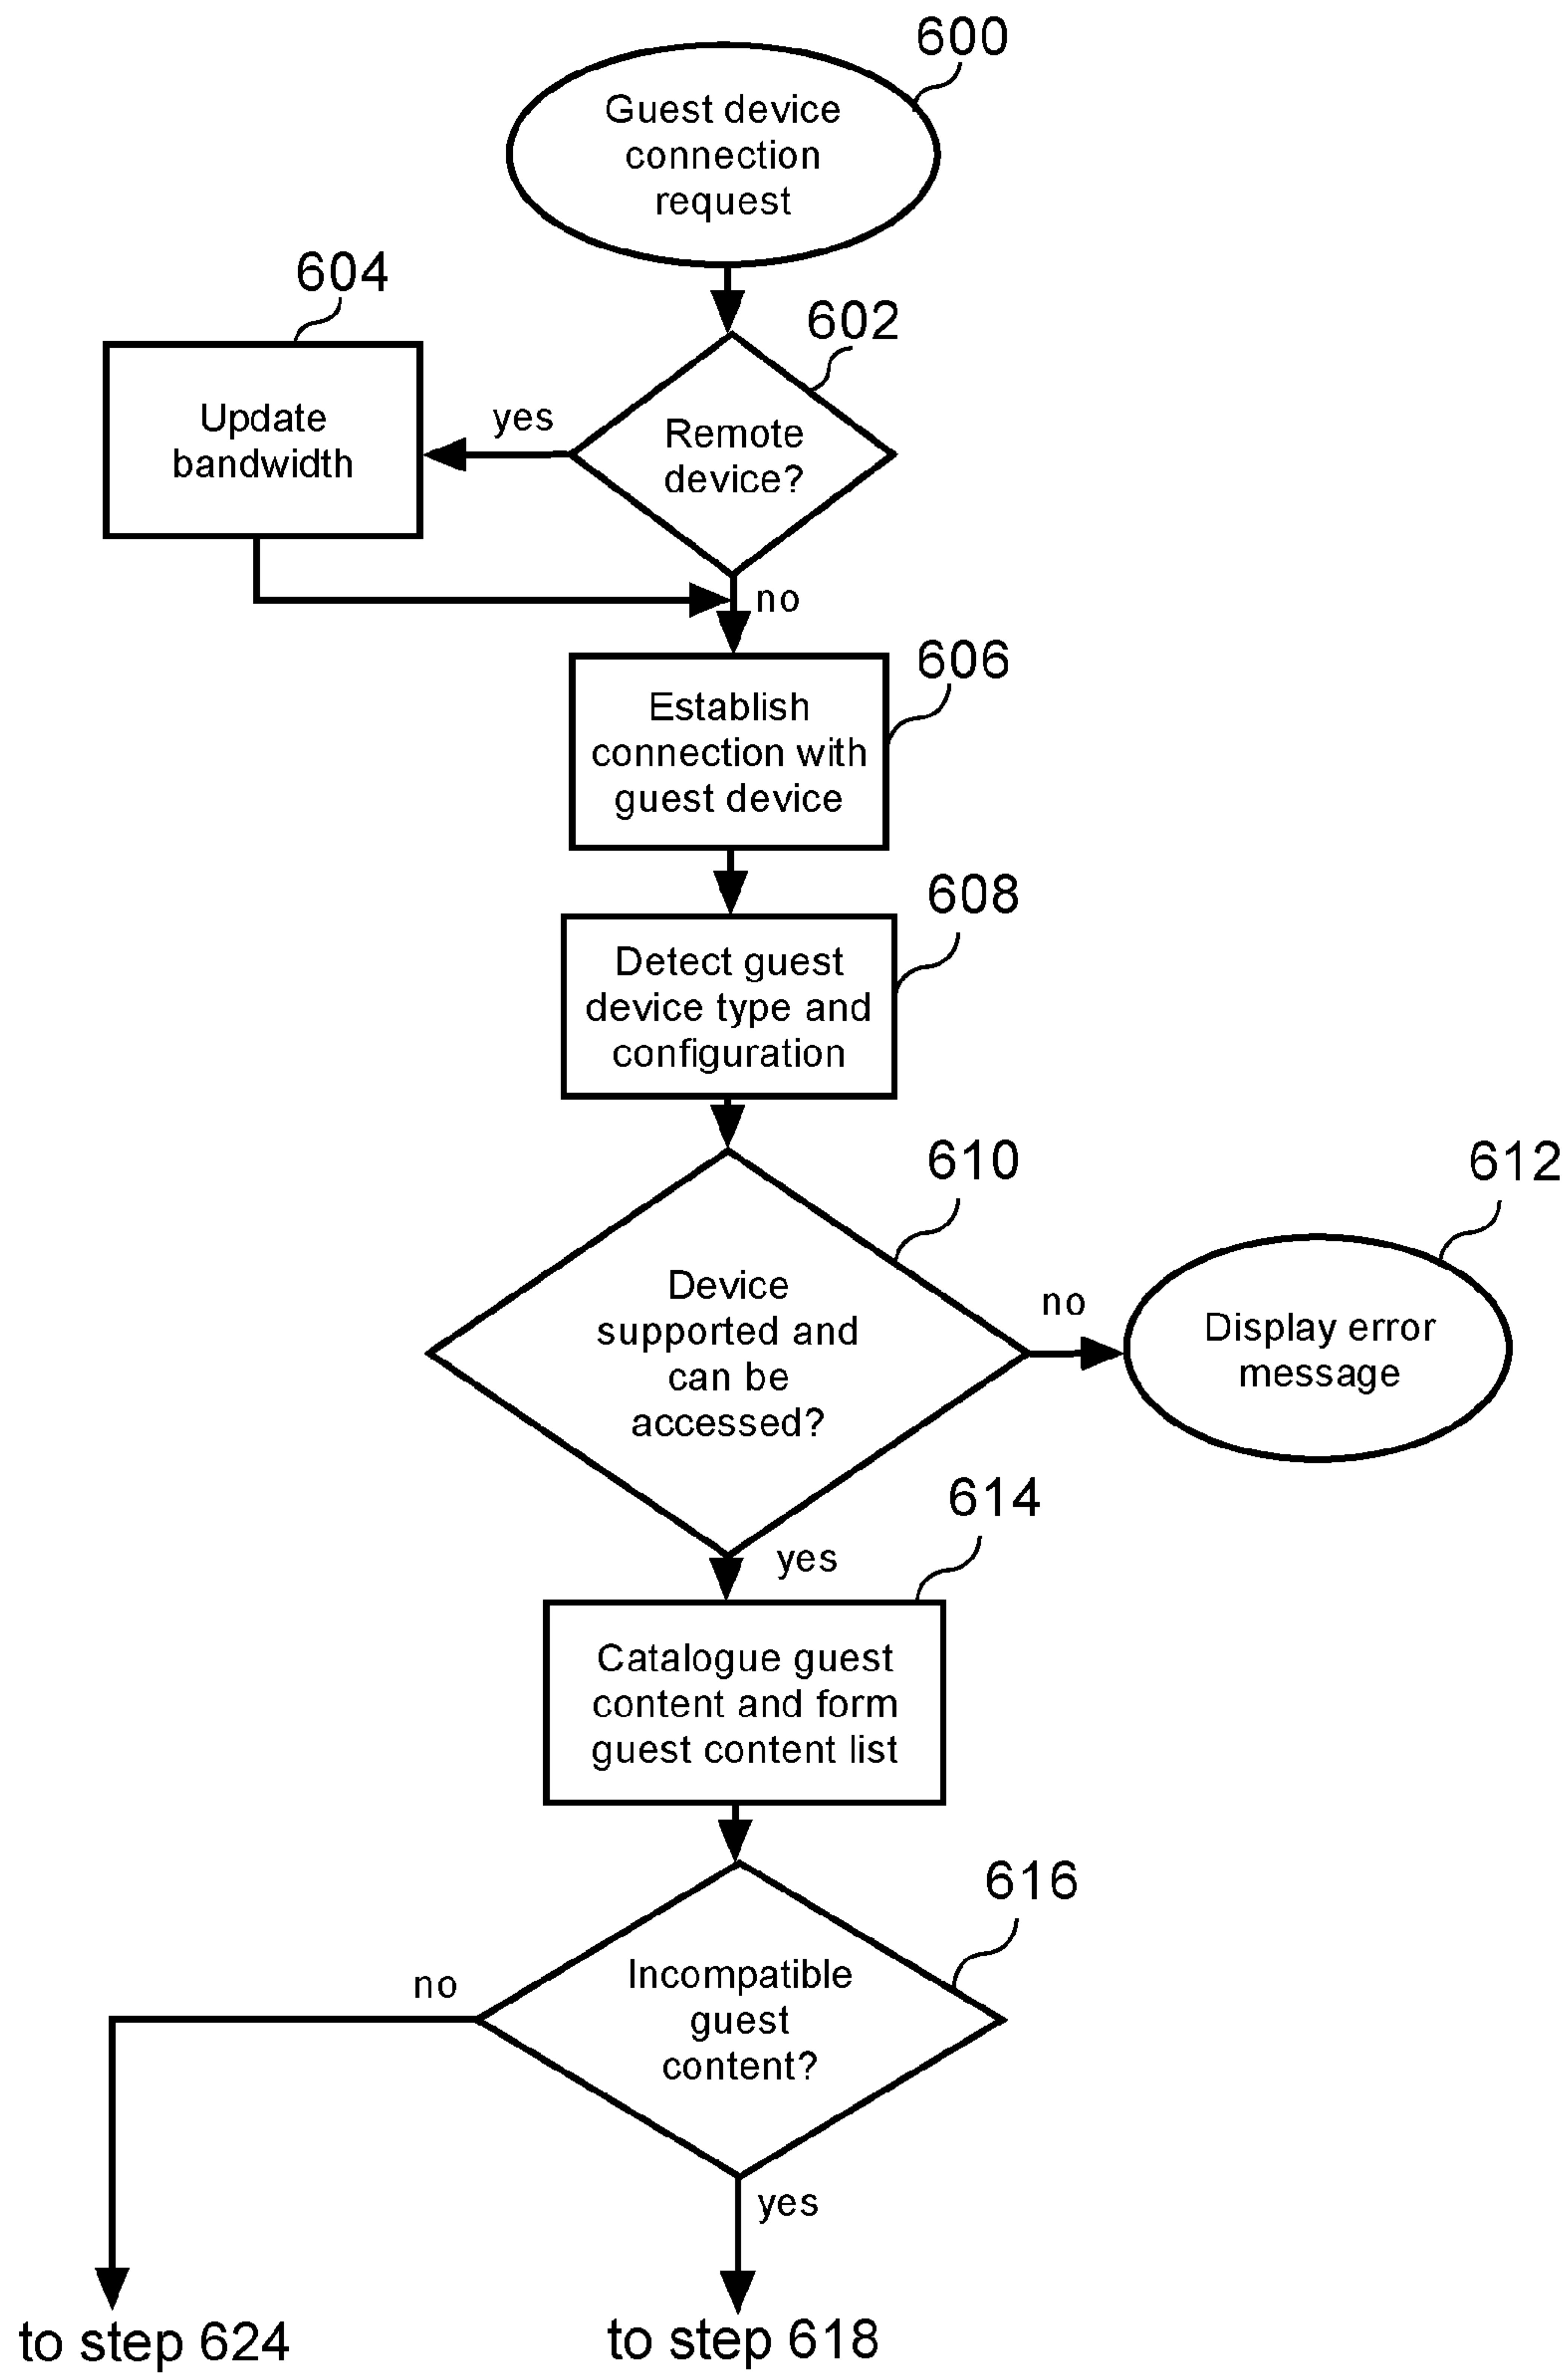 600
Guest device
connection
request
604
602
Update
bandwidth
yes
Remote
device?
no
606
Establish
connection with
guest device
608
Detect guest
device type and
configuration
610
612
Device
supported and
can be
accessed?
no
Display error
message
614
yes
Catalogue guest
content and form
guest content list
616
no
Incompatible
guest
content?
yes
to step 624
to step 618